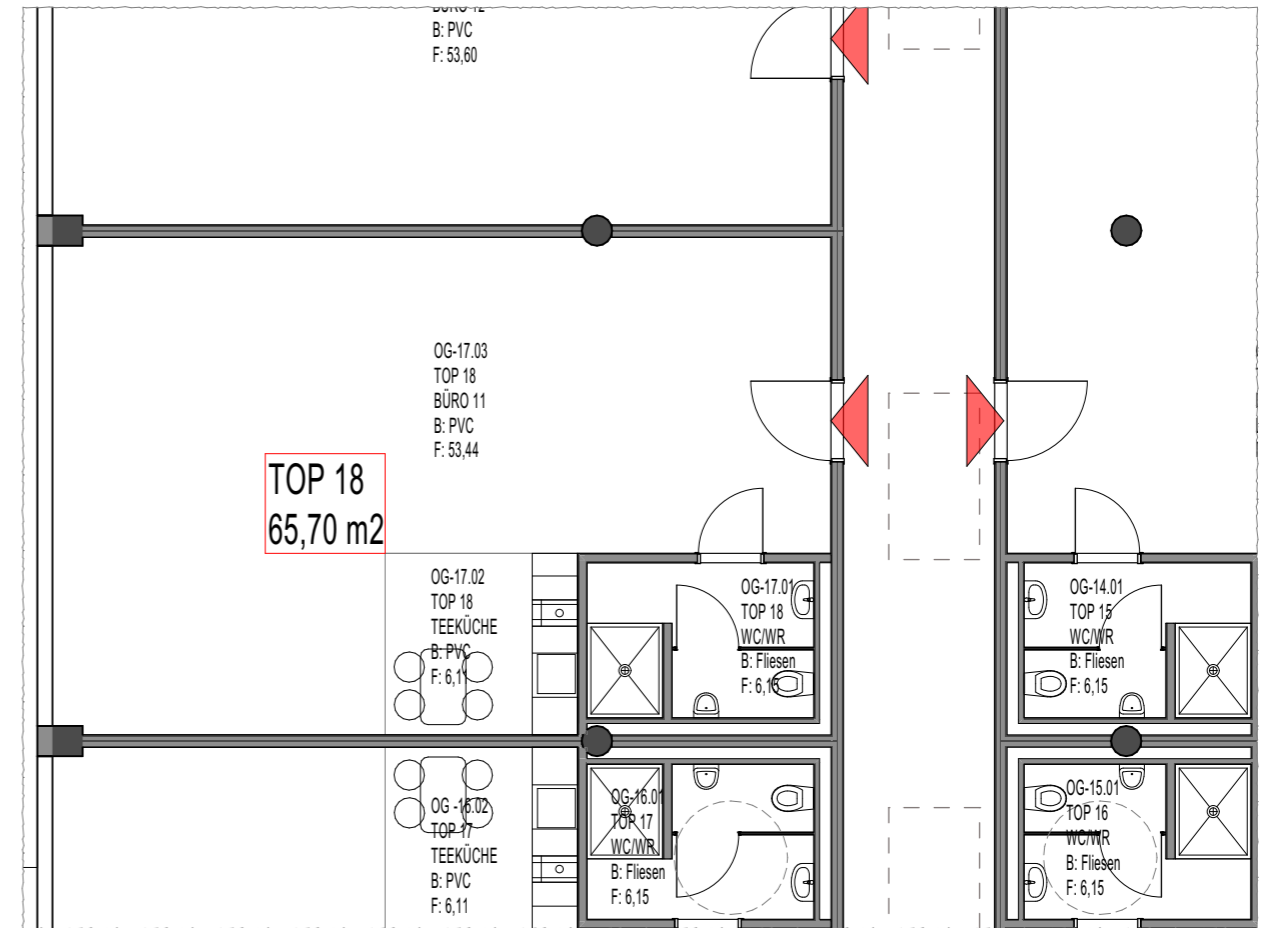 BÜRO 12
B: PVC
F: 53,60
OG-17.03
TOP 18
BÜRO 11
B: PVC
F: 53,44
TOP 18
65,70 m2
OG-17.02
TOP 18
TEEKÜCHE
B: PVC
F: 6,11
OG-17.01
TOP 18
WC/WR
B: Fliesen
F: 6,15
OG-14.01
TOP 15
WC/WR
B: Fliesen
F: 6,15
OG -16.02
TOP 17
TEEKÜCHE
B: PVC
F: 6,11
OG-16.01
TOP 17
WC/WR
B: Fliesen
F: 6,15
OG-15.01
TOP 16
WC/WR
B: Fliesen
F: 6,15